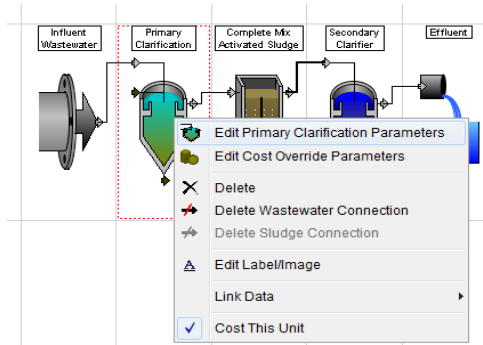 Influent
Wastewater
Primary
Clarification
Complete Mix
Activated Sludge
Secondary
Clarifier
Effluent
Edit Primary Clarification Parameters
Edit Cost Override Parameters
Delete
Delete Wastewater Connection
Delete Sludge Connection
A Edit Label/Image
Link Data
Cost This Unit